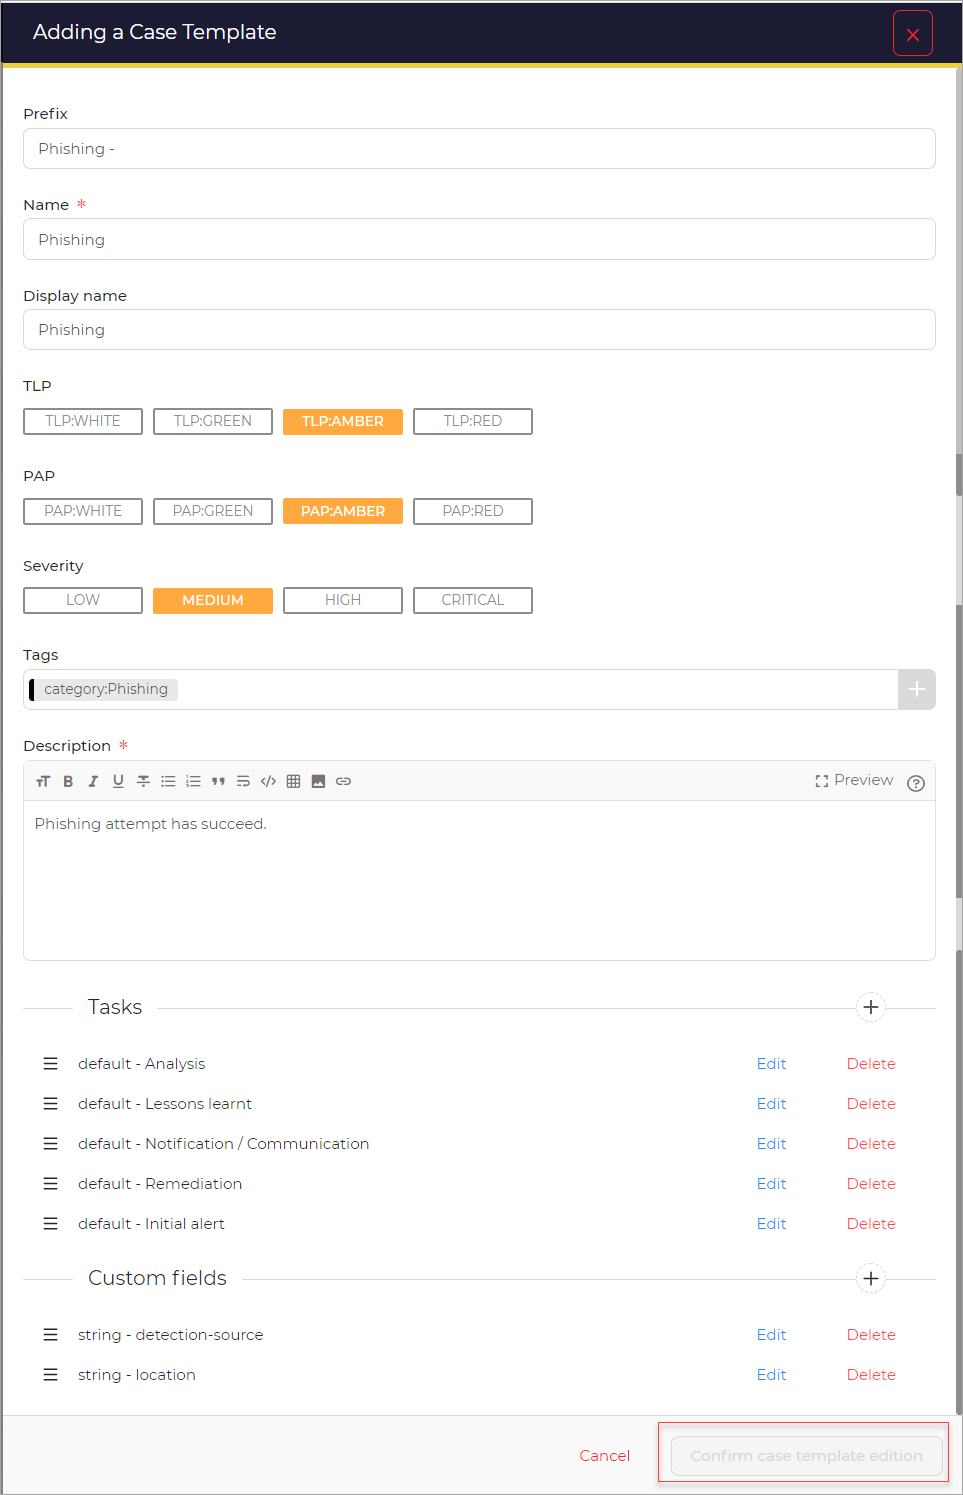 Adding a Case Template
Prefix
Phishing -
Name *
Phishing
Display name
Phishing
TLP
TLP:WHITE TLP:GREEN TLP:AMBER TLP:RED
PAP
PAP:WHITE PAP:GREEN PAP:AMBER PAP:RED
Severity
LOW MEDIUM HIGH CRITICAL
Tags
category:Phishing
Description *
Preview
Phishing attempt has succeed.
Tasks
default - Analysis Edit Delete
default - Lessons learnt Edit Delete
default - Notification / Communication Edit Delete
default - Remediation Edit Delete
default - Initial alert Edit Delete
Custom fields
string - detection-source Edit Delete
string - location Edit Delete
Cancel Confirm case template edition